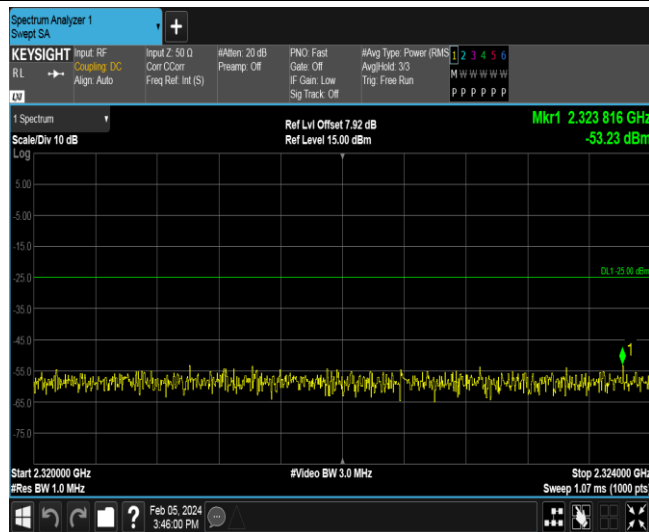 Spectrum Analyzer 1
Swept SA
+
KEYSIGHT Input: RF Input Z: 50 Ω #Atten: 20 dB PNO: Fast #Avg Type: Power (RMS 1 2 3 4 5 6
RL Coupling: DC Corr CCorr Preamp: Off Gate: Off Avg|Hold: 3/3 M W W W W W
Align: Auto Freq Ref: Int (S) IF Gain: Low Trig: Free Run
Sig Track: Off P P P P P P
LXI
1 Spectrum
Scale/Div 10 dB
Ref Lvl Offset 7.92 dB
Ref Level 15.00 dBm
Mkr1 2.323 816 GHz
-53.23 dBm
Log
5.00
-5.00
-15.0
DL1 -25.00 dBm
-25.0
-35.0
-45.0
1
-55.0
-65.0
-75.0
Start 2.320000 GHz #Video BW 3.0 MHz Stop 2.324000 GHz
#Res BW 1.0 MHz Sweep 1.07 ms (1000 pts)
? Feb 05, 2024
3:46:00 PM